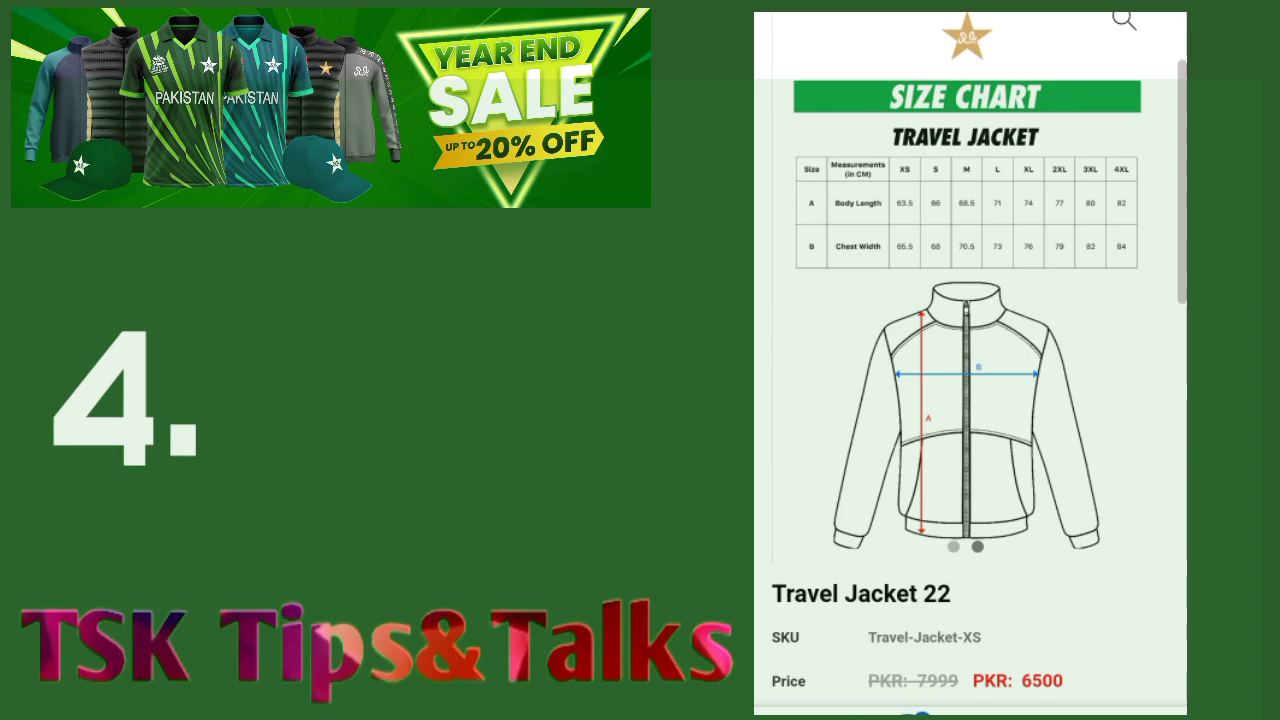 YEAR END
SALE
UP TO 20% OFF
PAKISTAN
PAKISTAN
4.
TSK Tips&Talks
SIZE CHART
TRAVEL JACKET
Size Measurements (in CM) XS S M L XL 2XL 3XL 4XL
A Body Length 63.5 66 68.5 71 74 77 80 82
B Chest Width 65.5 68 70.5 73 76 79 82 84
B
A
Travel Jacket 22
SKU Travel-Jacket-XS
Price PKR: 7999 PKR: 6500